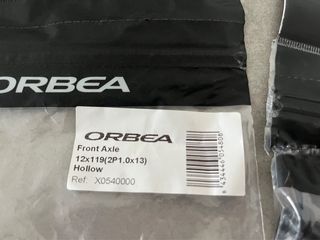 ORBEA
ORBEA
Front Axle
12x119(2P1.0x13)
Hollow
Ref: X0540000